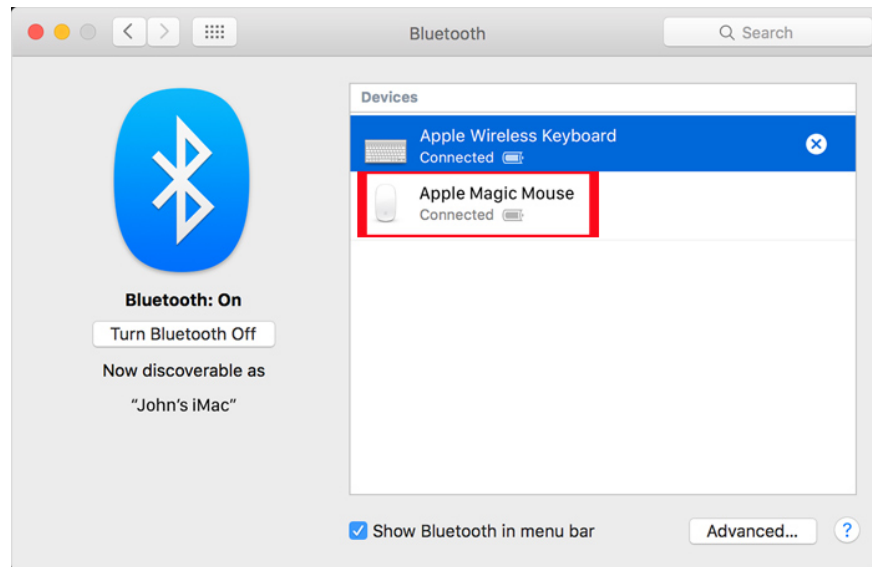 Bluetooth
Search
Devices
Apple Wireless Keyboard
Connected
Apple Magic Mouse
Connected
Bluetooth: On
Turn Bluetooth Off
Now discoverable as
“John’s iMac”
Show Bluetooth in menu bar
Advanced...
?